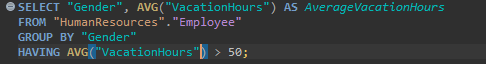 SELECT "Gender", AVG("VacationHours") AS AverageVacationHours
FROM "HumanResources"."Employee"
GROUP BY "Gender"
HAVING AVG("VacationHours") > 50;